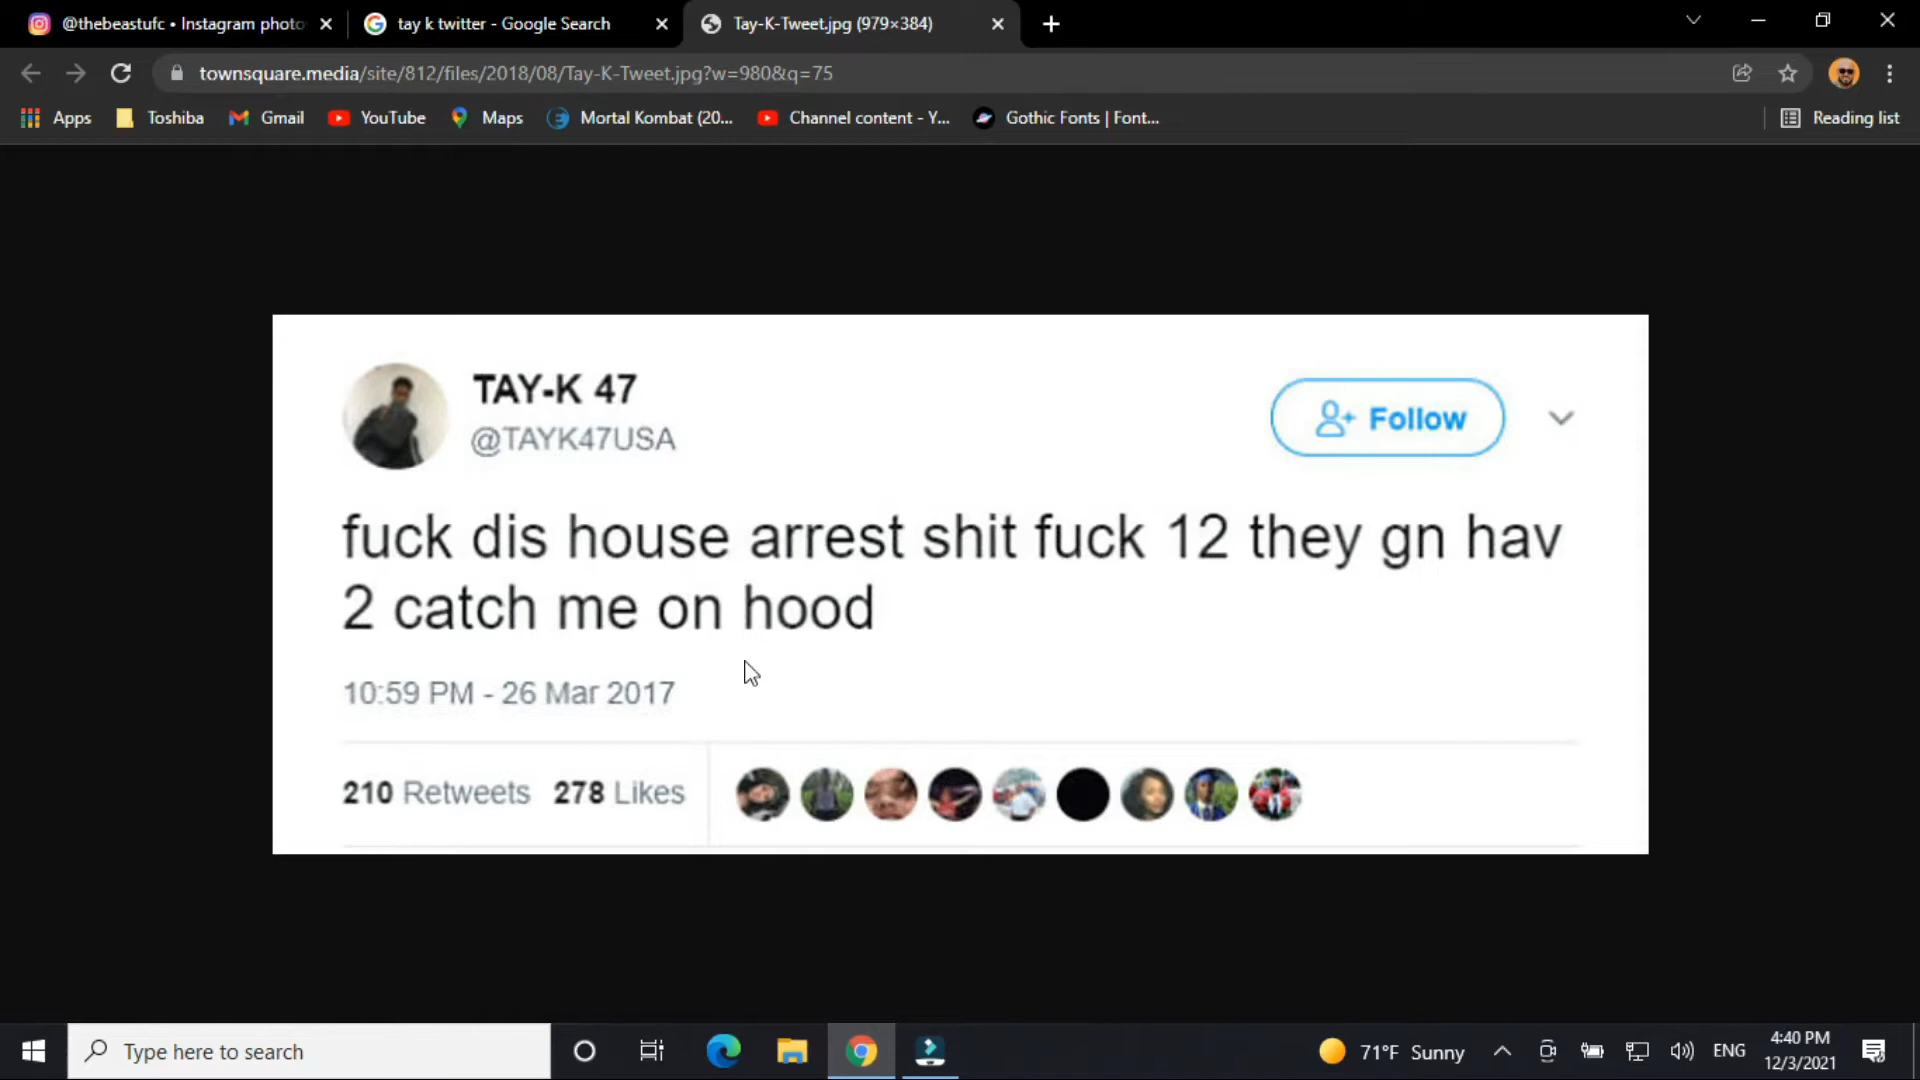 @thebeastufc • Instagram photo
tay k twitter - Google Search
Tay-K-Tweet.jpg (979×384)
townsquare.media/site/812/files/2018/08/Tay-K-Tweet.jpg?w=980&q=75
Apps
Toshiba
Gmail
YouTube
Maps
Mortal Kombat (20...
Channel content - Y...
Gothic Fonts | Font...
Reading list
TAY-K 47
@TAYK47USA
Follow
fuck dis house arrest shit fuck 12 they gn hav
2 catch me on hood
10:59 PM - 26 Mar 2017
210 Retweets 278 Likes
Type here to search
71°F Sunny
ENG
4:40 PM
12/3/2021